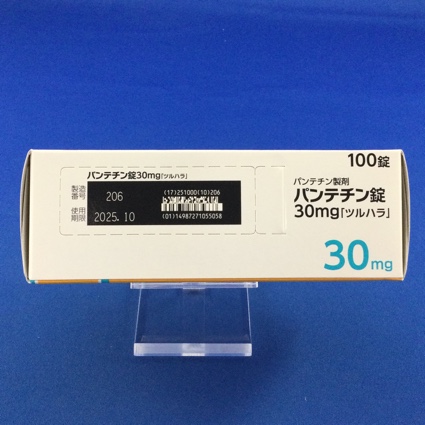 100錠
パンテチン製剤
パンテチン錠
30mg「ツルハラ」
30mg
パンテチン錠30mg「ツルハラ」
製造番号 206
使用期限 2025.10
(17)251000(10)206
(01)14987271055058